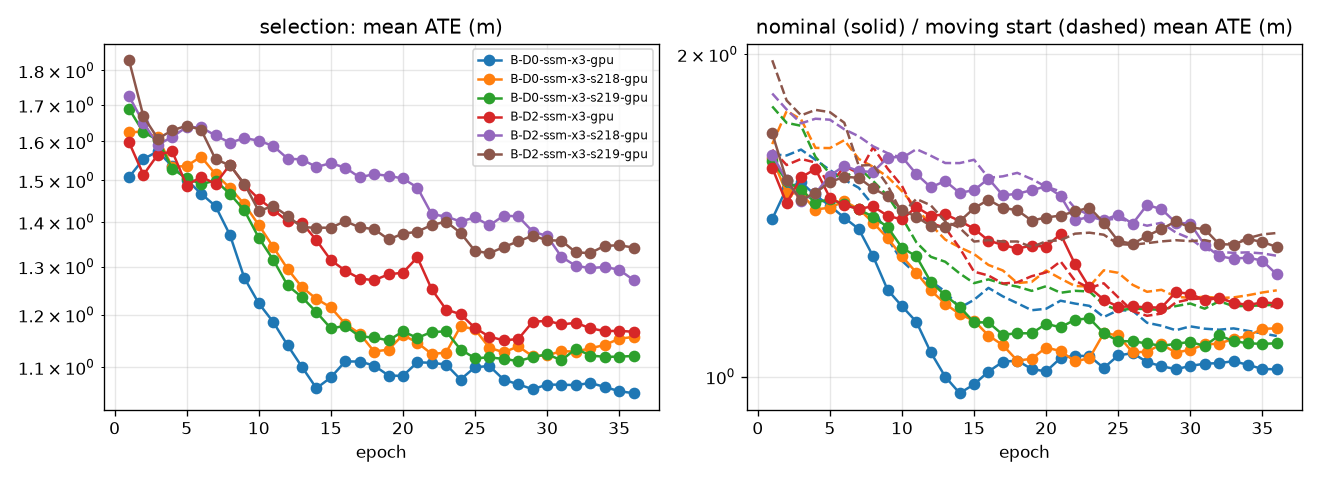 selection: mean ATE (m)
1.8 × 10⁰
1.7 × 10⁰
1.6 × 10⁰
1.5 × 10⁰
1.4 × 10⁰
1.3 × 10⁰
1.2 × 10⁰
1.1 × 10⁰
B-D0-ssm-x3-gpu
B-D0-ssm-x3-s218-gpu
B-D0-ssm-x3-s219-gpu
B-D2-ssm-x3-gpu
B-D2-ssm-x3-s218-gpu
B-D2-ssm-x3-s219-gpu
0 5 10 15 20 25 30 35
epoch
nominal (solid) / moving start (dashed) mean ATE (m)
2 × 10⁰
10⁰
0 5 10 15 20 25 30 35
epoch